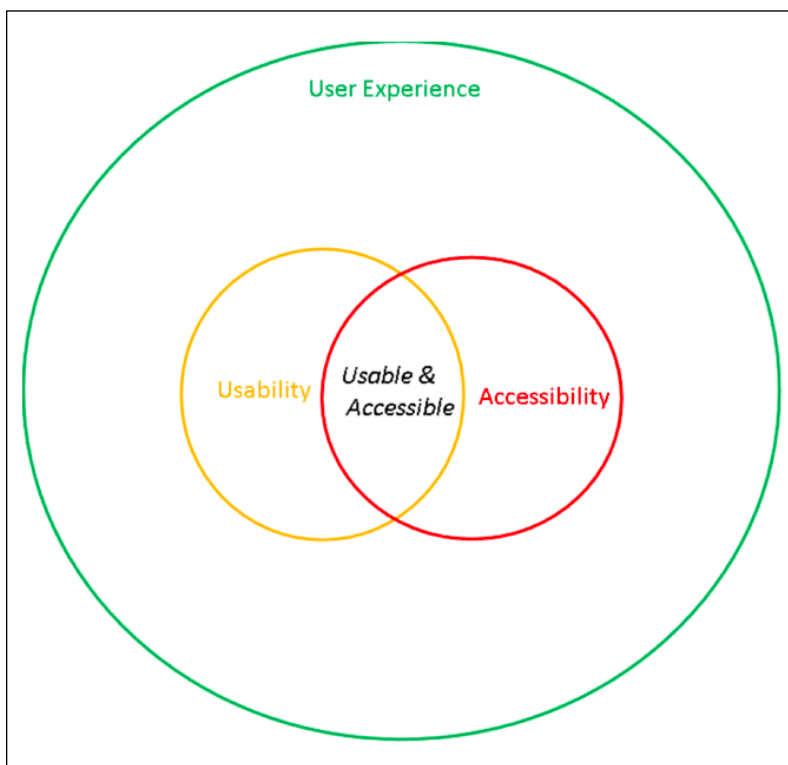 User Experience
Usability
Usable &
Accessible
Accessibility